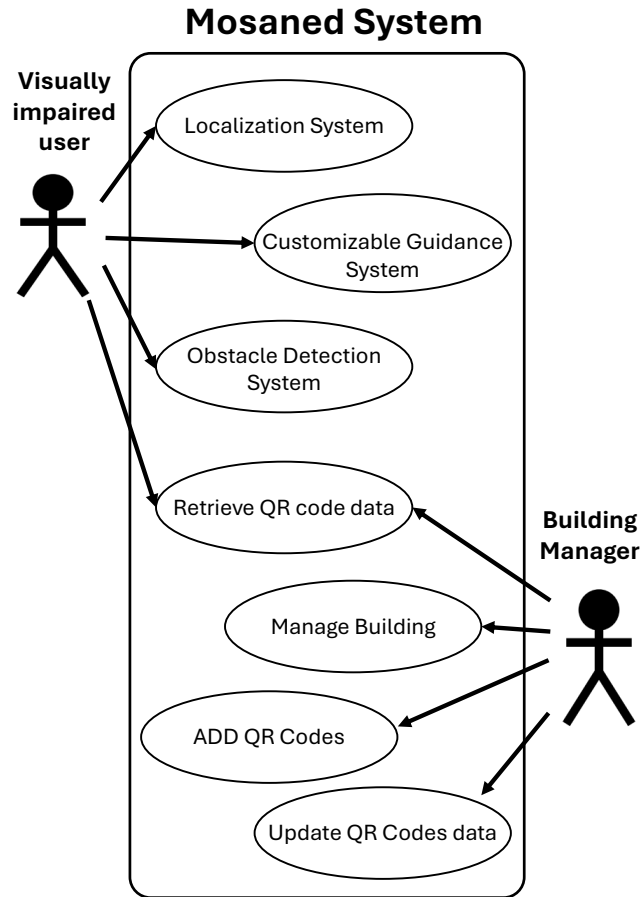 Mosaned System
Visually
impaired
user
Localization System
Customizable Guidance
System
Obstacle Detection
System
Retrieve QR code data
Building
Manager
Manage Building
ADD QR Codes
Update QR Codes data